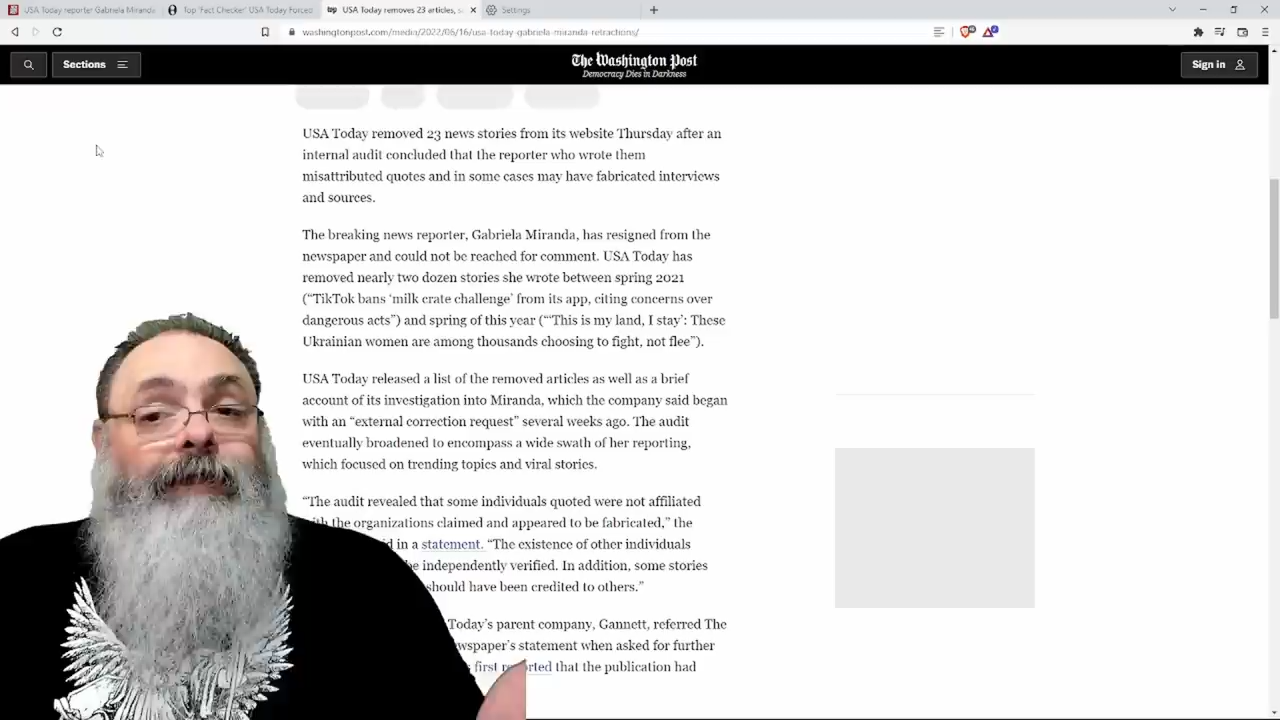 USA Today reporter Gabriela Miranda
Top 'Fact Checker' USA Today Forced
USA Today removes 23 articles, s
Settings
washingtonpost.com/media/2022/06/16/usa-today-gabriela-miranda-retractions/
Sections
The Washington Post
Democracy Dies in Darkness
Sign in
USA Today removed 23 news stories from its website Thursday after an
internal audit concluded that the reporter who wrote them
misattributed quotes and in some cases may have fabricated interviews
and sources.
The breaking news reporter, Gabriela Miranda, has resigned from the
newspaper and could not be reached for comment. USA Today has
removed nearly two dozen stories she wrote between spring 2021
(“TikTok bans ‘milk crate challenge’ from its app, citing concerns over
dangerous acts”) and spring of this year (“‘This is my land, I stay’: These
Ukrainian women are among thousands choosing to fight, not flee”).
USA Today released a list of the removed articles as well as a brief
account of its investigation into Miranda, which the company said began
with an “external correction request” several weeks ago. The audit
eventually broadened to encompass a wide swath of her reporting,
which focused on trending topics and viral stories.
“The audit revealed that some individuals quoted were not affiliated
with the organizations claimed and appeared to be fabricated,” the
in a statement. “The existence of other individuals
be independently verified. In addition, some stories
should have been credited to others.”
Today’s parent company, Gannett, referred The
newspaper’s statement when asked for further
first reported that the publication had